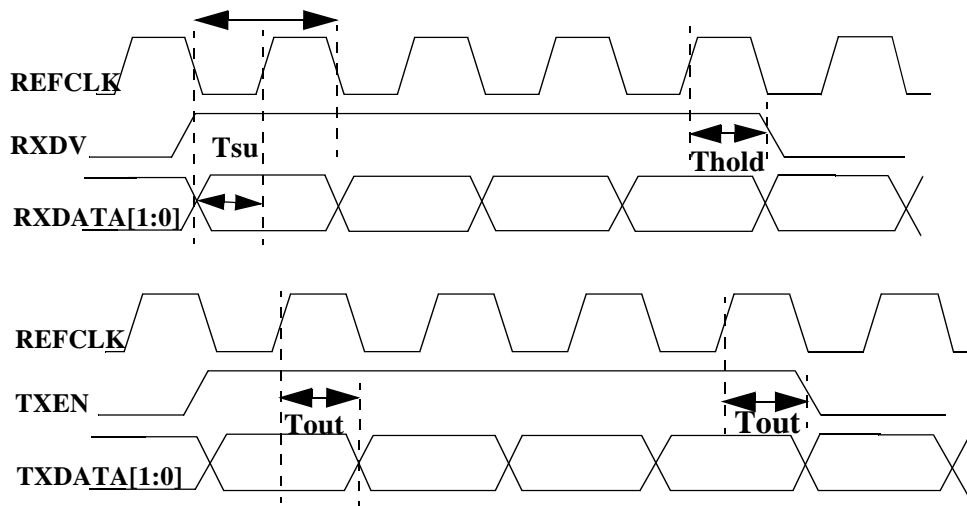 REFCLK
RXDV
Tsu
Thold
RXDATA[1:0]
REFCLK
TXEN
Tout
Tout
TXDATA[1:0]